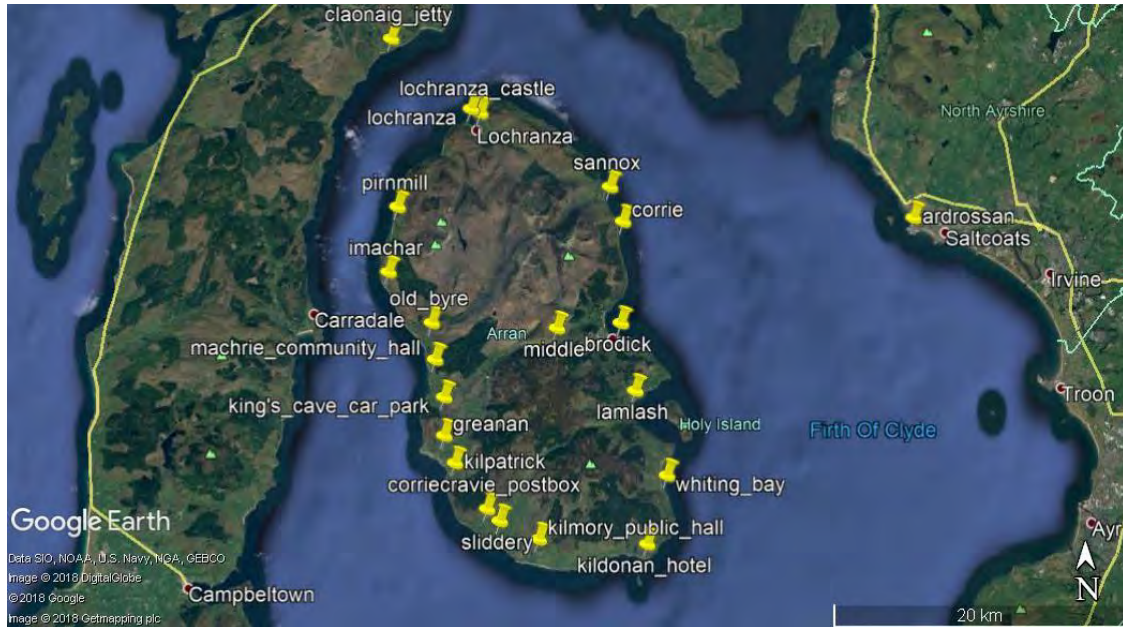 claonaig_jetty
lochranza_castle
lochranza
Lochranza
North Ayrshire
sannox
pirnmill
corrie
ardrossan
Saltcoats
imachar
Irvine
old_byre
Carradale
Arran
machrie_community_hall
middle
brodick
king's_cave_car_park
lamlash
Troon
greanan
Holy Island
Firth Of Clyde
kilpatrick
corriecravie_postbox
whiting_bay
Google Earth
sliddery
kilmory_public_hall
Ayr
kildonan_hotel
Data SIO, NOAA, U.S. Navy, NGA, GEBCO
Image © 2018 DigitalGlobe
© 2018 Google
Image © 2018 Getmapping plc
Campbeltown
N
20 km